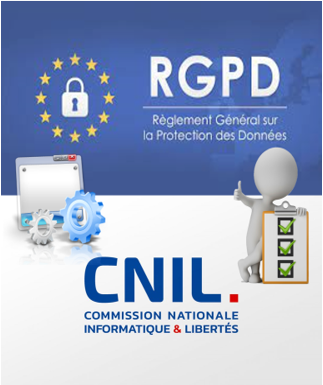 RGPD
Règlement Général sur
la Protection des Données
CNIL.
COMMISSION NATIONALE
INFORMATIQUE & LIBERTÉS